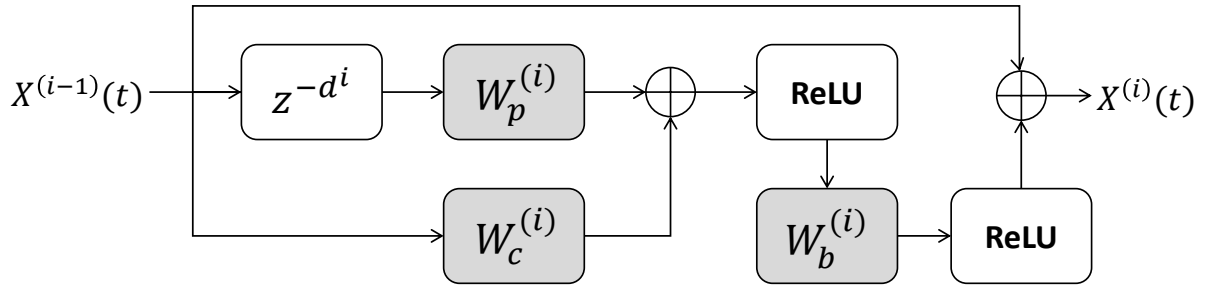 X^{(i−1)}(t)
z^{−d^i}
W_p^{(i)}
ReLU
X^{(i)}(t)
W_c^{(i)}
W_b^{(i)}
ReLU